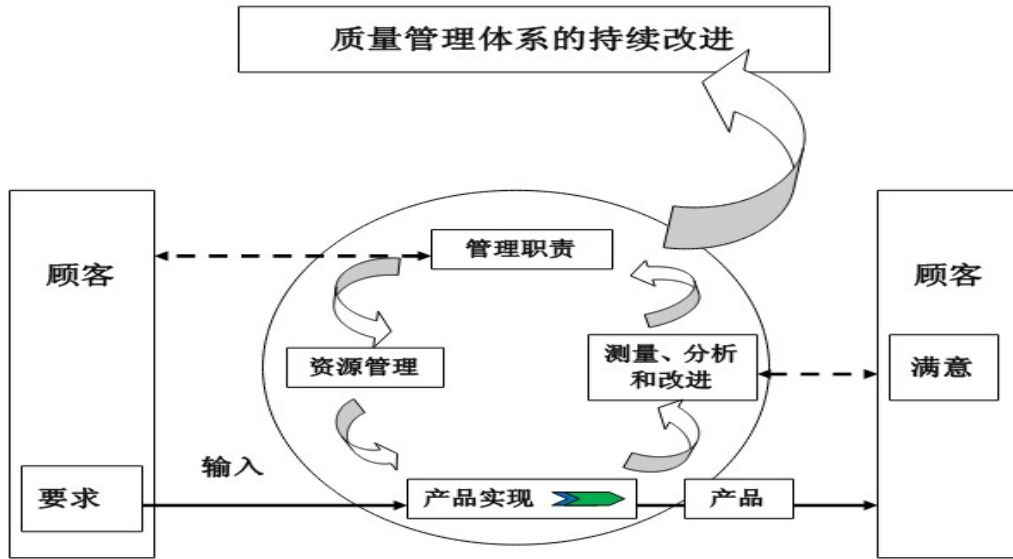 质量管理体系的持续改进
管理职责
顾客
顾客
资源管理
测量、分析
和改进
满意
输入
要求
产品实现
产品